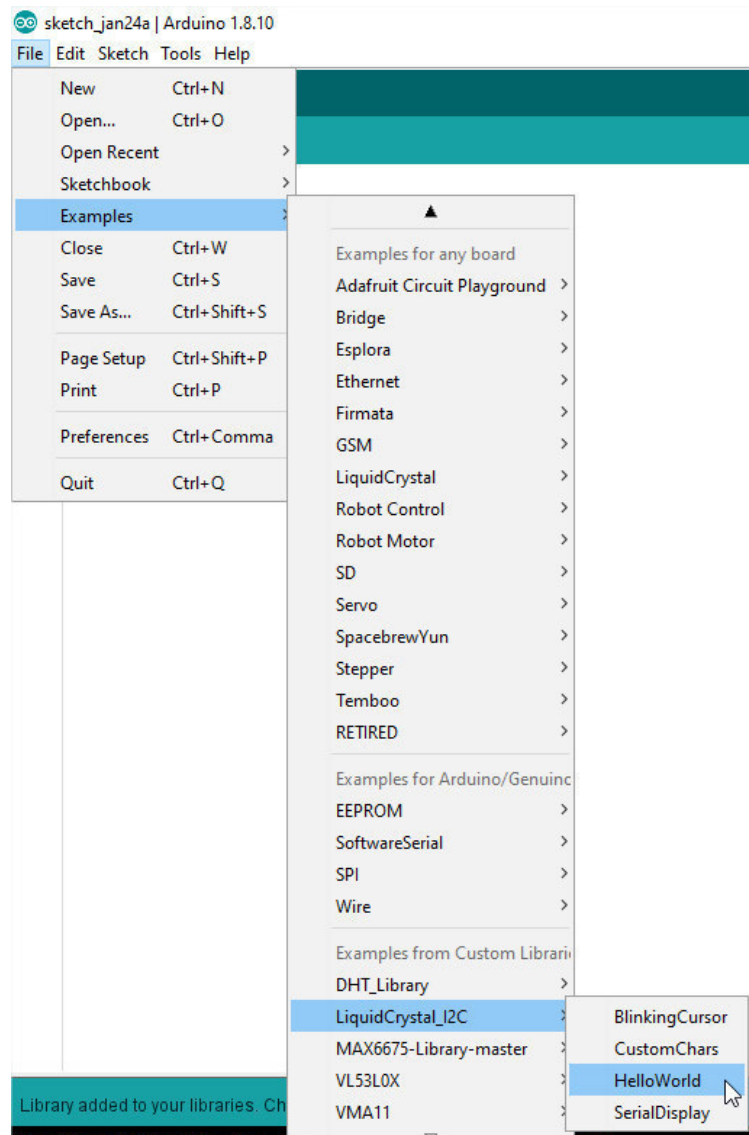 sketch_jan24a | Arduino 1.8.10
File Edit Sketch Tools Help
New Ctrl+N
Open... Ctrl+O
Open Recent
Sketchbook
Examples
Close Ctrl+W
Save Ctrl+S
Save As... Ctrl+Shift+S
Page Setup Ctrl+Shift+P
Print Ctrl+P
Preferences Ctrl+Comma
Quit Ctrl+Q
Examples for any board
Adafruit Circuit Playground
Bridge
Esplora
Ethernet
Firmata
GSM
LiquidCrystal
Robot Control
Robot Motor
SD
Servo
SpacebrewYun
Stepper
Temboo
RETIRED
Examples for Arduino/Genuinc
EEPROM
SoftwareSerial
SPI
Wire
Examples from Custom Librari
DHT_Library
LiquidCrystal_I2C
MAX6675-Library-master
VL53L0X
VMA11
BlinkingCursor
CustomChars
HelloWorld
SerialDisplay
Library added to your libraries. Ch